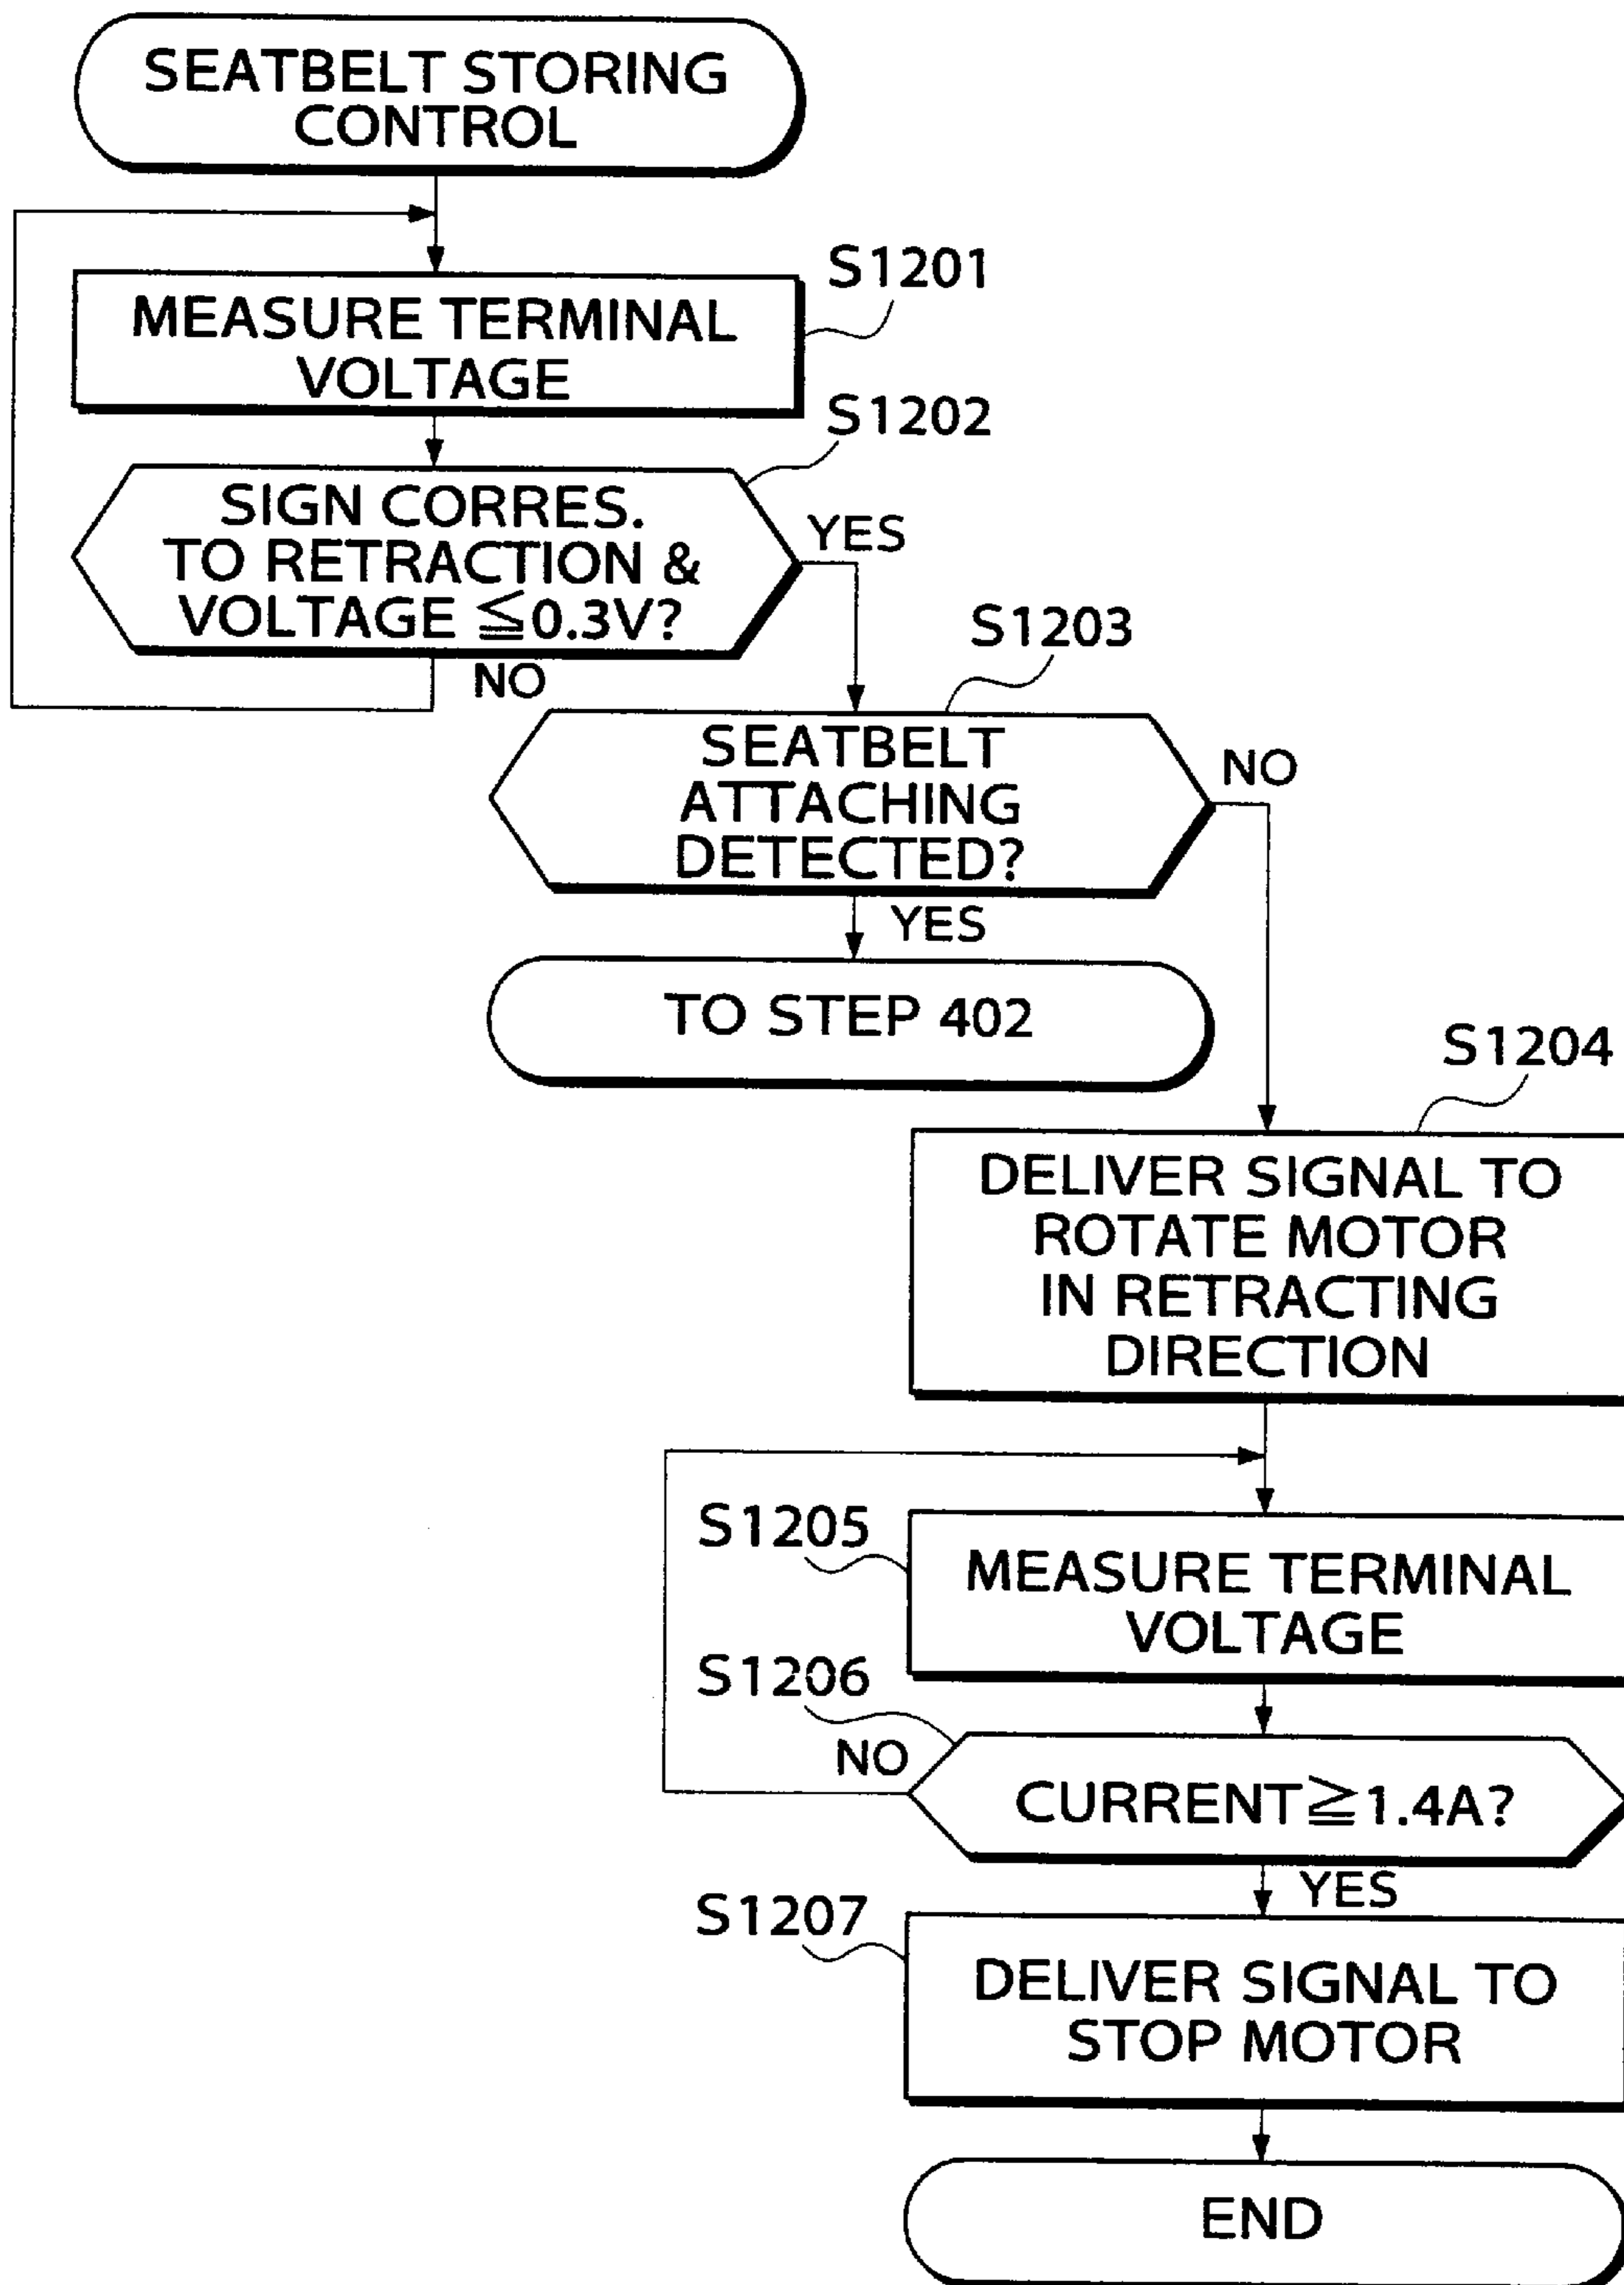 SEATBELT STORING
CONTROL
S1201
MEASURE TERMINAL
VOLTAGE
S1202
SIGN CORRES.
TO RETRACTION &
VOLTAGE ≦0.3V?
YES
NO
S1203
SEATBELT
ATTACHING
DETECTED?
NO
YES
TO STEP 402
S1204
DELIVER SIGNAL TO
ROTATE MOTOR
IN RETRACTING
DIRECTION
S1205
MEASURE TERMINAL
VOLTAGE
S1206
NO
CURRENT≧1.4A?
YES
S1207
DELIVER SIGNAL TO
STOP MOTOR
END